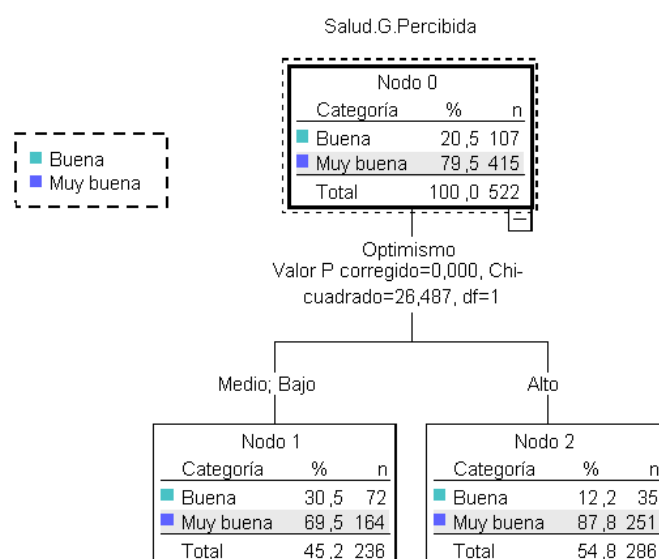 Salud.G.Percibida
Nodo 0
Categoría % n
Buena 20 ,5 107
Muy buena 79 ,5 415
Total 100 ,0 522
Buena
Muy buena
Optimismo
Valor P corregido=0,000, Chi-
cuadrado=26,487, df=1
Medio; Bajo
Alto
Nodo 1
Categoría % n
Buena 30 ,5 72
Muy buena 69 ,5 164
Total 45 ,2 236
Nodo 2
Categoría % n
Buena 12 ,2 35
Muy buena 87 ,8 251
Total 54 ,8 286